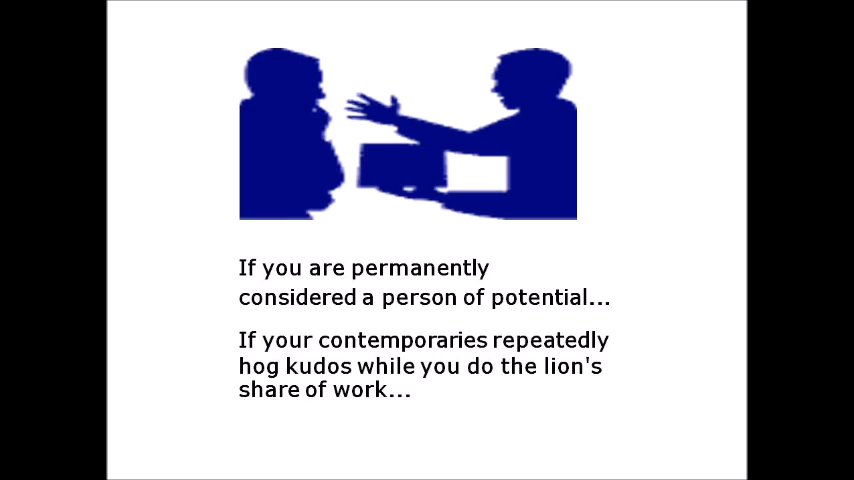 If you are permanently
considered a person of potential...
If your contemporaries repeatedly
hog kudos while you do the lion's
share of work...